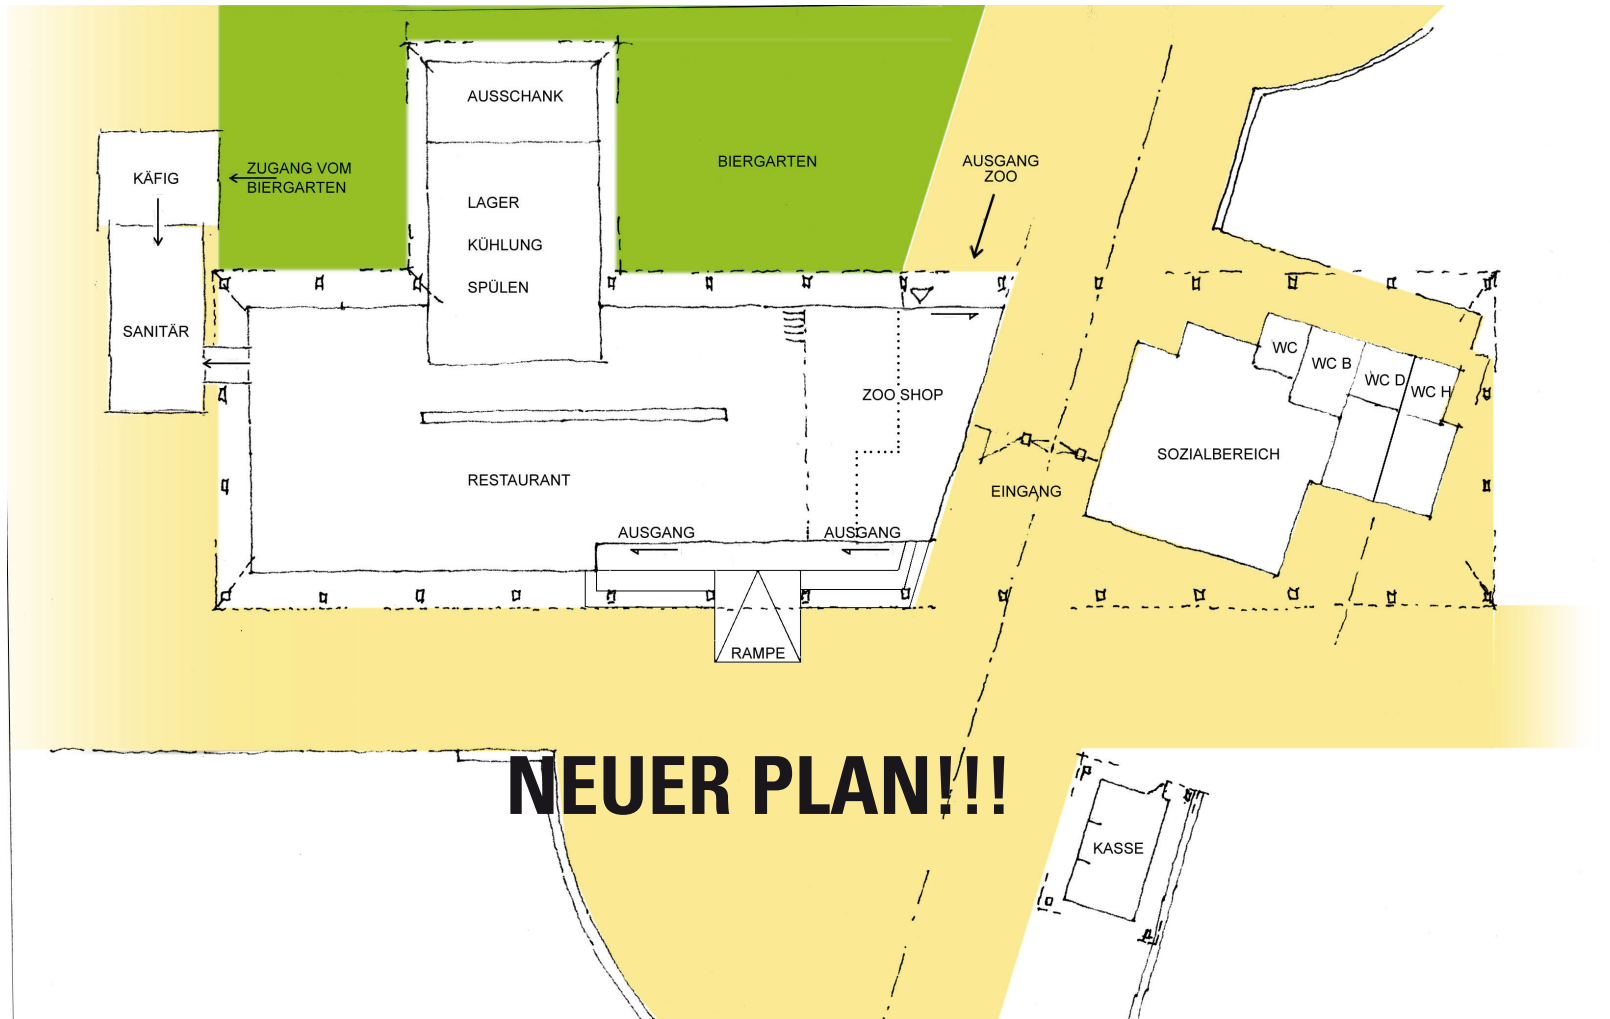 AUSSCHANK
BIERGARTEN
AUSGANG
ZOO
KÄFIG
ZUGANG VOM
BIERGARTEN
LAGER
KÜHLUNG
SPÜLEN
SANITÄR
WC
WC B
WC D
WC H
ZOO SHOP
SOZIALBEREICH
RESTAURANT
EINGANG
AUSGANG
AUSGANG
RAMPE
NEUER PLAN!!!
KASSE